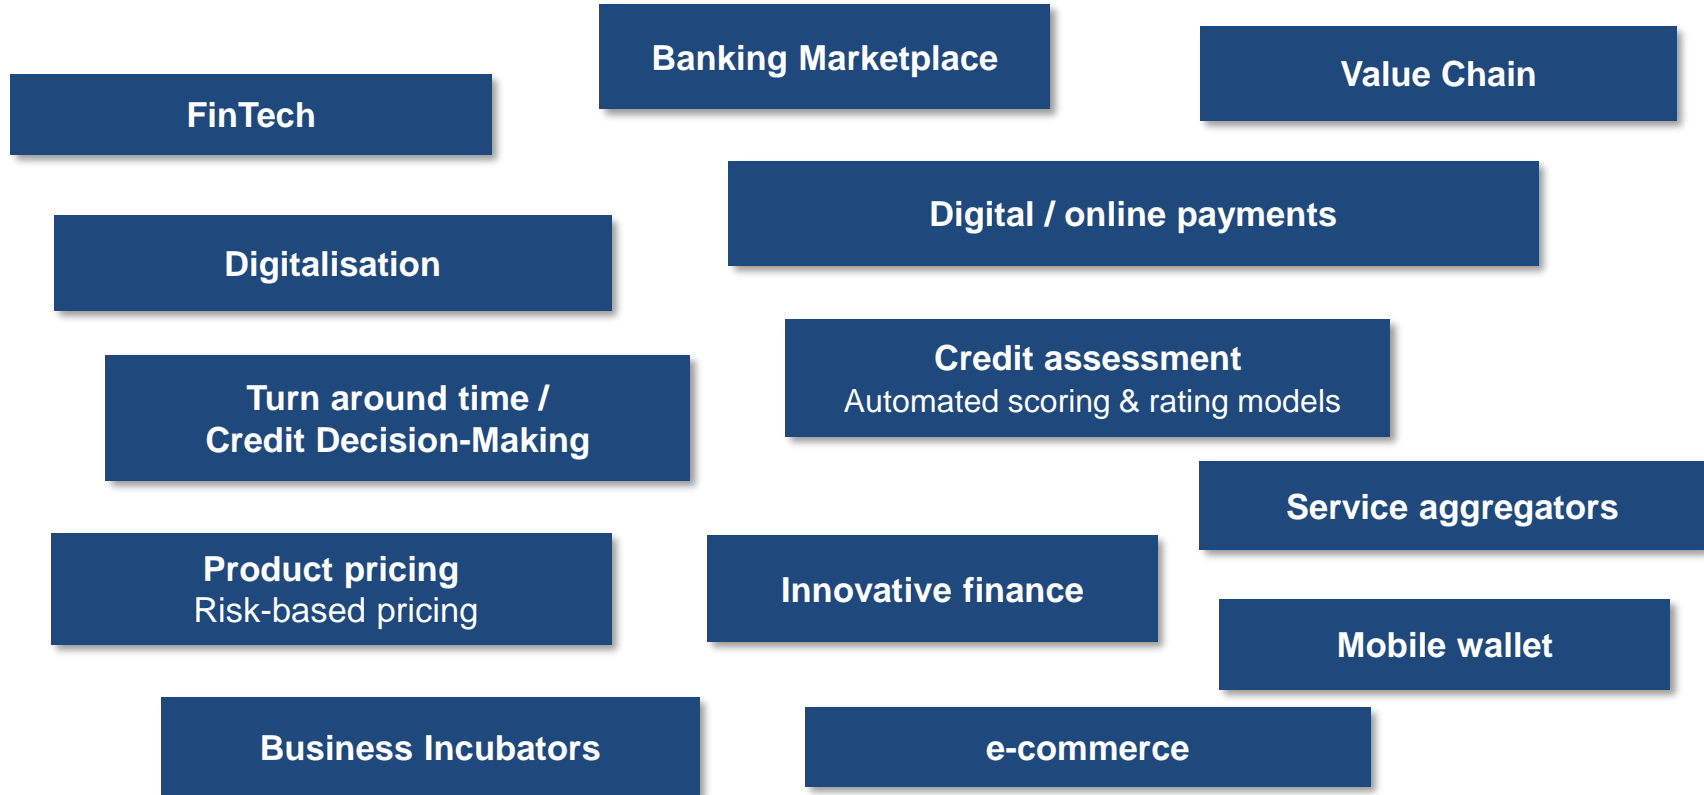 Banking Marketplace
Value Chain
FinTech
Digital / online payments
Digitalisation
Credit assessment
Automated scoring & rating models
Turn around time /
Credit Decision-Making
Service aggregators
Product pricing
Risk-based pricing
Innovative finance
Mobile wallet
Business Incubators
e-commerce